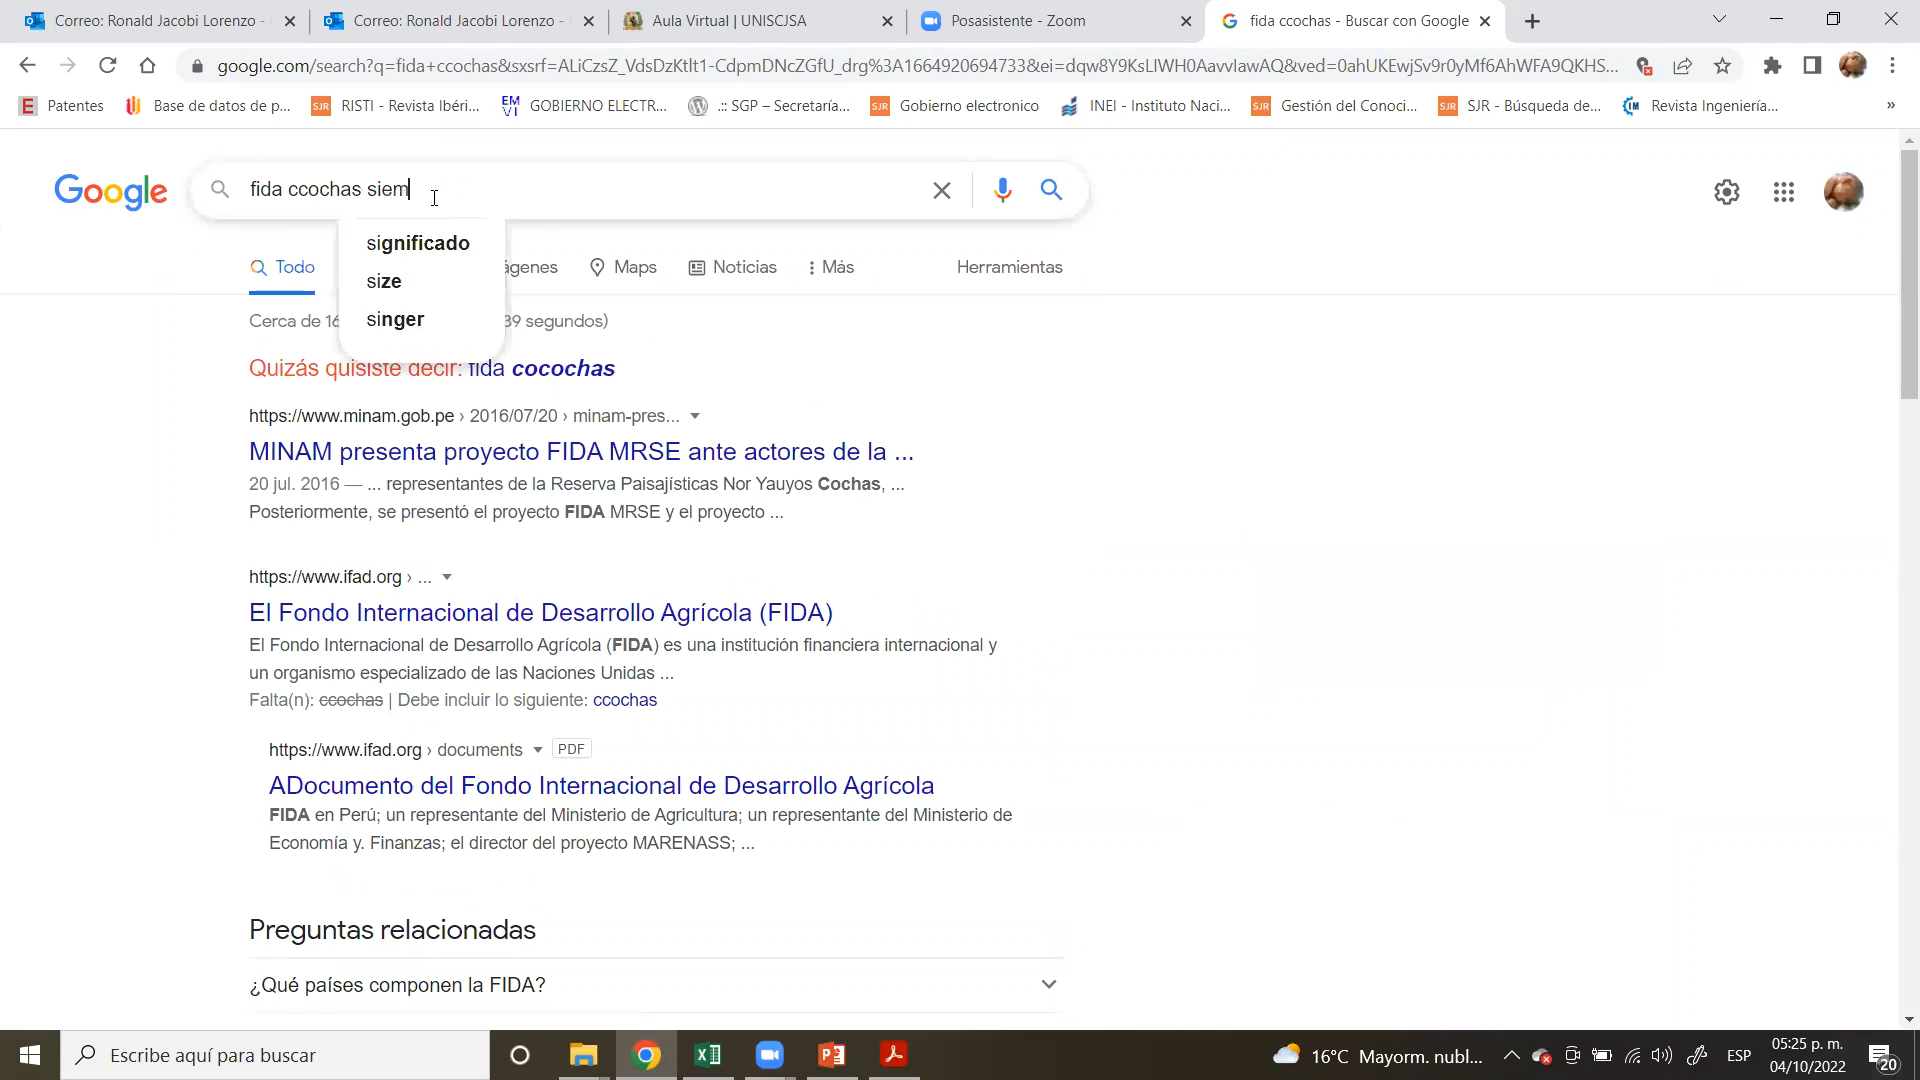 Correo: Ronald Jacobi Lorenzo -
Correo: Ronald Jacobi Lorenzo -
Aula Virtual | UNISCJSA
Posasistente - Zoom
fida ccochas - Buscar con Google
google.com/search?q=fida+ccochas&sxsrf=ALiCzsZ_VdsDzKtlt1-CdpmDNcZGfU_drg%3A1664920694733&ei=dqw8Y9KsLIWH0AavvIawAQ&ved=0ahUKEwjSv9r0yMf6AhWFA9QKHS...
Patentes
Base de datos de p...
RISTI - Revista Ibéri...
GOBIERNO ELECTR...
.:: SGP – Secretaría...
Gobierno electronico
INEI - Instituto Naci...
Gestión del Conoci...
SJR - Búsqueda de...
Revista Ingeniería...
»
Google
fida ccochas siem
significado
size
singer
Todo
ágenes
Maps
Noticias
Más
Herramientas
Cerca de 16
39 segundos)
Quizás quisiste decir: fida cocochas
https://www.minam.gob.pe › 2016/07/20 › minam-pres...
MINAM presenta proyecto FIDA MRSE ante actores de la ...
20 jul. 2016 — ... representantes de la Reserva Paisajísticas Nor Yauyos Cochas, ...
Posteriormente, se presentó el proyecto FIDA MRSE y el proyecto ...
https://www.ifad.org › ...
El Fondo Internacional de Desarrollo Agrícola (FIDA)
El Fondo Internacional de Desarrollo Agrícola (FIDA) es una institución financiera internacional y
un organismo especializado de las Naciones Unidas ...
Falta(n): ccochas | Debe incluir lo siguiente: ccochas
https://www.ifad.org › documents PDF
ADocumento del Fondo Internacional de Desarrollo Agrícola
FIDA en Perú; un representante del Ministerio de Agricultura; un representante del Ministerio de
Economía y. Finanzas; el director del proyecto MARENASS; ...
Preguntas relacionadas
¿Qué países componen la FIDA?
Escribe aquí para buscar
16°C Mayorm. nubl...
ESP
05:25 p. m.
04/10/2022
20